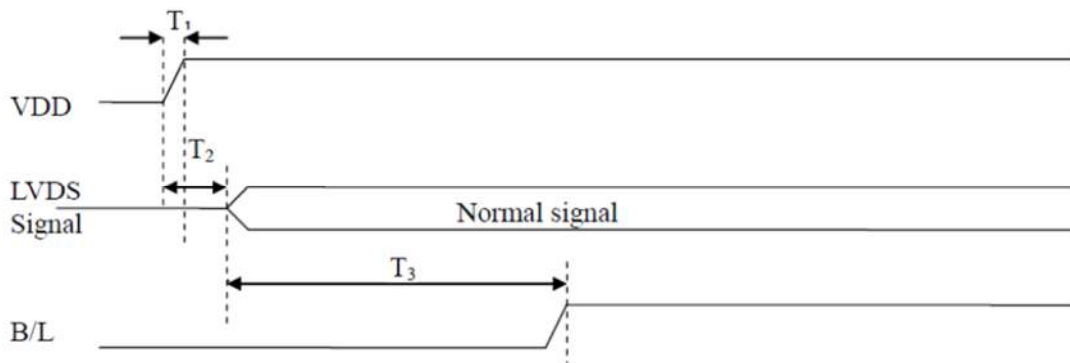 T₁
VDD
T₂
LVDS
Signal
Normal signal
T₃
B/L